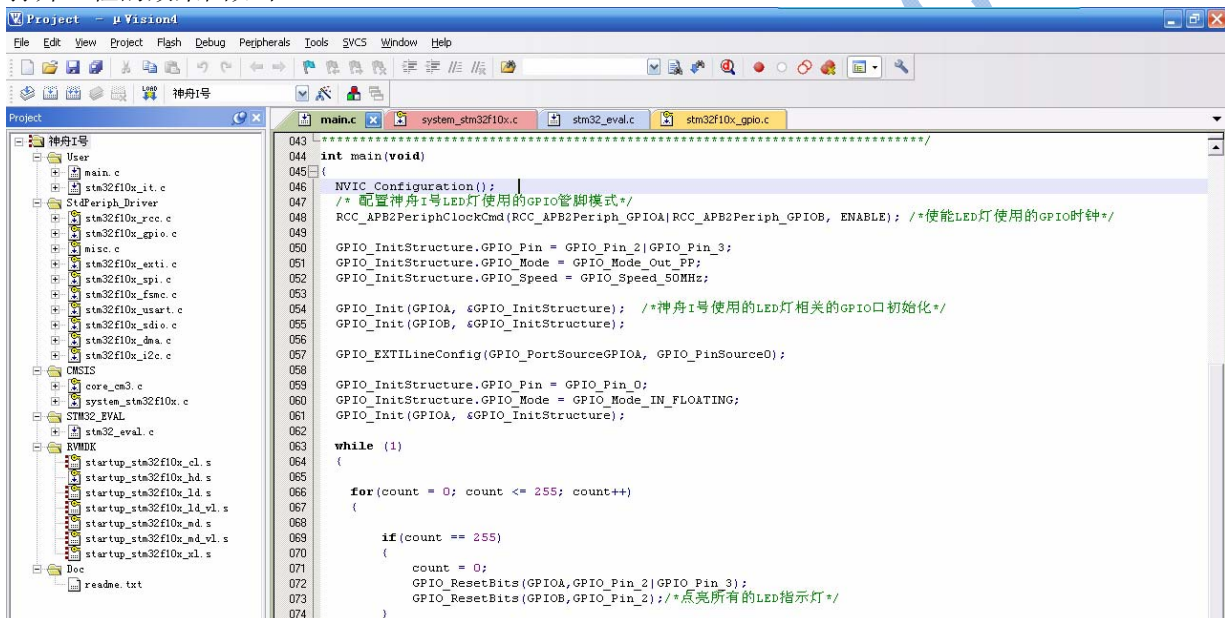 Project - µVision4
File Edit View Project Flash Debug Peripherals Tools SVCS Window Help
神舟I号
Project
main.c system_stm32f10x.c stm32_eval.c stm32f10x_gpio.c
神舟I号
User
main.c
stm32f10x_it.c
StdPeriph_Driver
stm32f10x_rcc.c
stm32f10x_gpio.c
misc.c
stm32f10x_exti.c
stm32f10x_spi.c
stm32f10x_fsmc.c
stm32f10x_usart.c
stm32f10x_sdio.c
stm32f10x_dma.c
stm32f10x_i2c.c
CMSIS
core_cm3.c
system_stm32f10x.c
STM32_EVAL
stm32_eval.c
RVMDK
startup_stm32f10x_cl.s
startup_stm32f10x_hd.s
startup_stm32f10x_ld.s
startup_stm32f10x_ld_vl.s
startup_stm32f10x_md.s
startup_stm32f10x_md_vl.s
startup_stm32f10x_xl.s
Doc
readme.txt
043 ******************************************************************************/
044 int main(void)
045 {
046 NVIC_Configuration();
047 /* 配置神舟I号LED灯使用的GPIO管脚模式*/
048 RCC_APB2PeriphClockCmd(RCC_APB2Periph_GPIOA|RCC_APB2Periph_GPIOB, ENABLE); /*使能LED灯使用的GPIO时钟*/
049
050 GPIO_InitStructure.GPIO_Pin = GPIO_Pin_2|GPIO_Pin_3;
051 GPIO_InitStructure.GPIO_Mode = GPIO_Mode_Out_PP;
052 GPIO_InitStructure.GPIO_Speed = GPIO_Speed_50MHz;
053
054 GPIO_Init(GPIOA, &GPIO_InitStructure); /*神舟I号使用的LED灯相关的GPIO口初始化*/
055 GPIO_Init(GPIOB, &GPIO_InitStructure);
056
057 GPIO_EXTILineConfig(GPIO_PortSourceGPIOA, GPIO_PinSource0);
058
059 GPIO_InitStructure.GPIO_Pin = GPIO_Pin_0;
060 GPIO_InitStructure.GPIO_Mode = GPIO_Mode_IN_FLOATING;
061 GPIO_Init(GPIOA, &GPIO_InitStructure);
062
063 while (1)
064 {
065
066 for(count = 0; count <= 255; count++)
067 {
068
069 if(count == 255)
070 {
071 count = 0;
072 GPIO_ResetBits(GPIOA,GPIO_Pin_2|GPIO_Pin_3);
073 GPIO_ResetBits(GPIOB,GPIO_Pin_2);/*点亮所有的LED指示灯*/
074 }